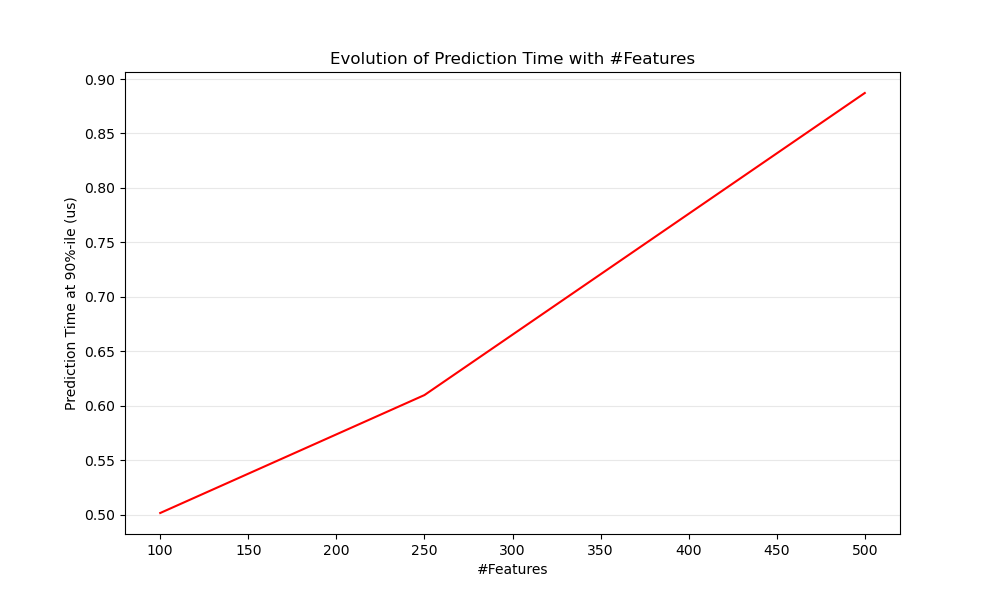 Evolution of Prediction Time with #Features
Prediction Time at 90%-ile (us)
0.90
0.85
0.80
0.75
0.70
0.65
0.60
0.55
0.50
100 150 200 250 300 350 400 450 500
#Features